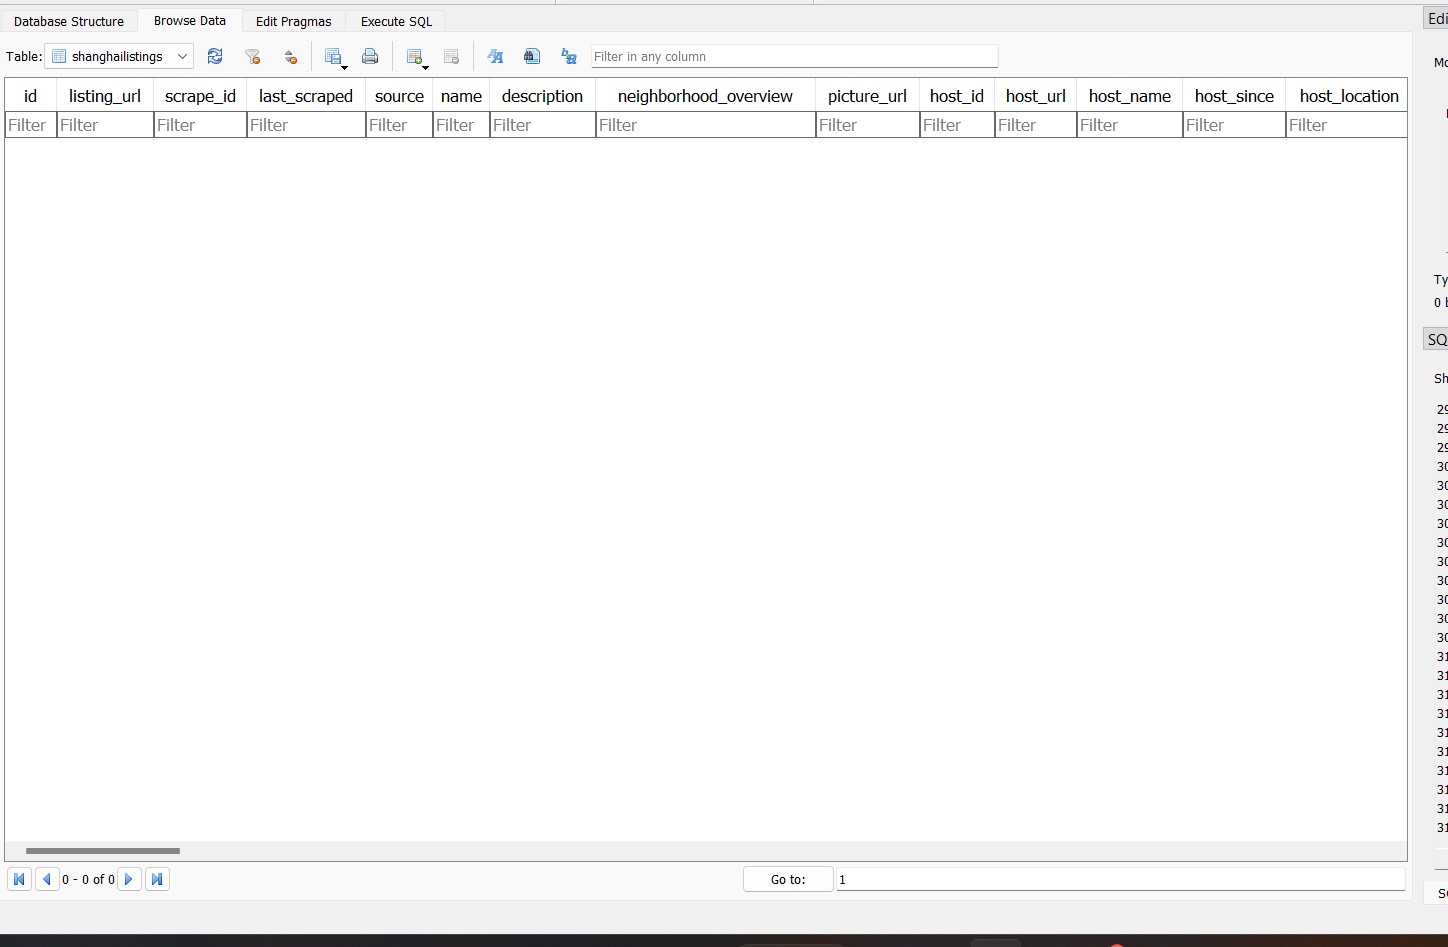 Database Structure Browse Data Edit Pragmas Execute SQL
Table: shanghailistings Filter in any column
id listing_url scrape_id last_scraped source name description neighborhood_overview picture_url host_id host_url host_name host_since host_location
Filter Filter Filter Filter Filter Filter Filter Filter Filter Filter Filter Filter Filter Filter
0 - 0 of 0 Go to: 1
Edi
Mo
Ty
0 b
SQ
Sh
29
29
29
30
30
30
30
30
30
30
30
30
30
31
31
31
31
31
31
31
31
31
31